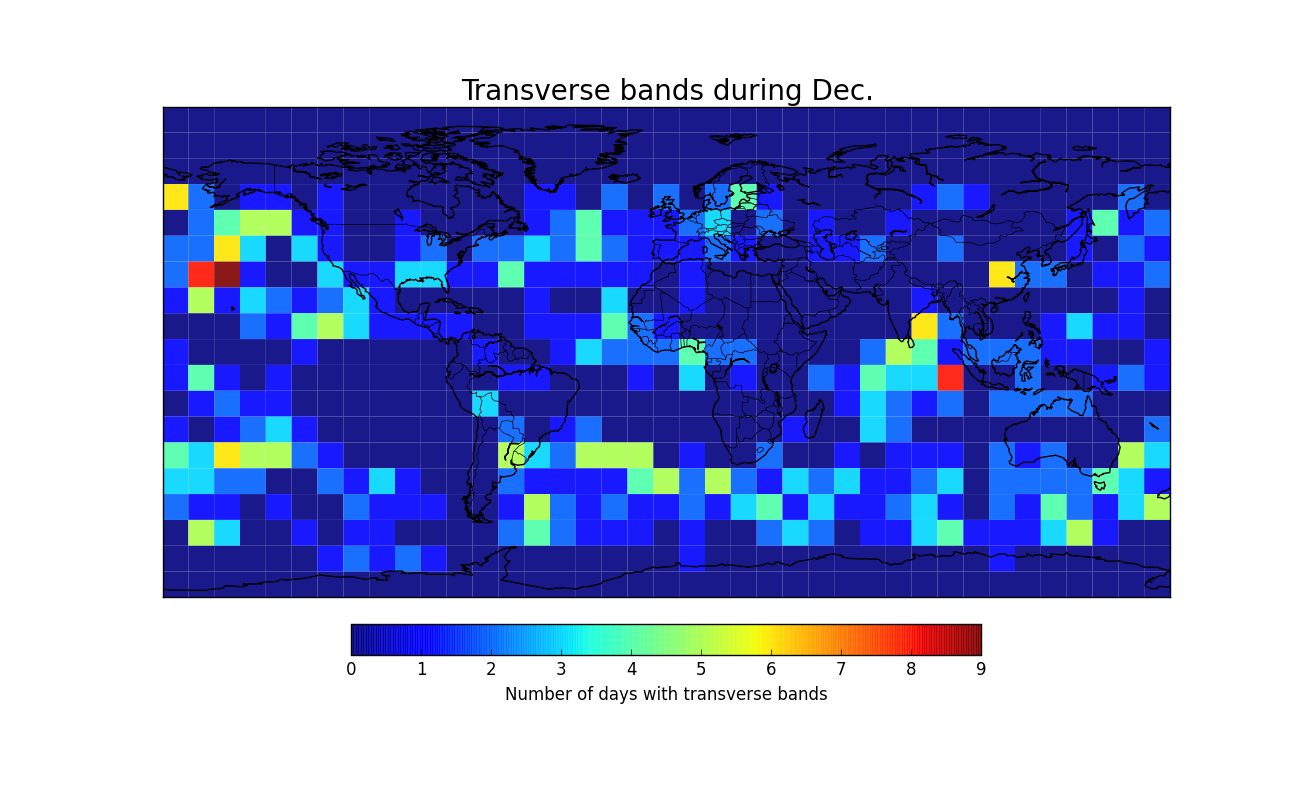 Transverse bands during Dec.
0 1 2 3 4 5 6 7 8 9
Number of days with transverse bands